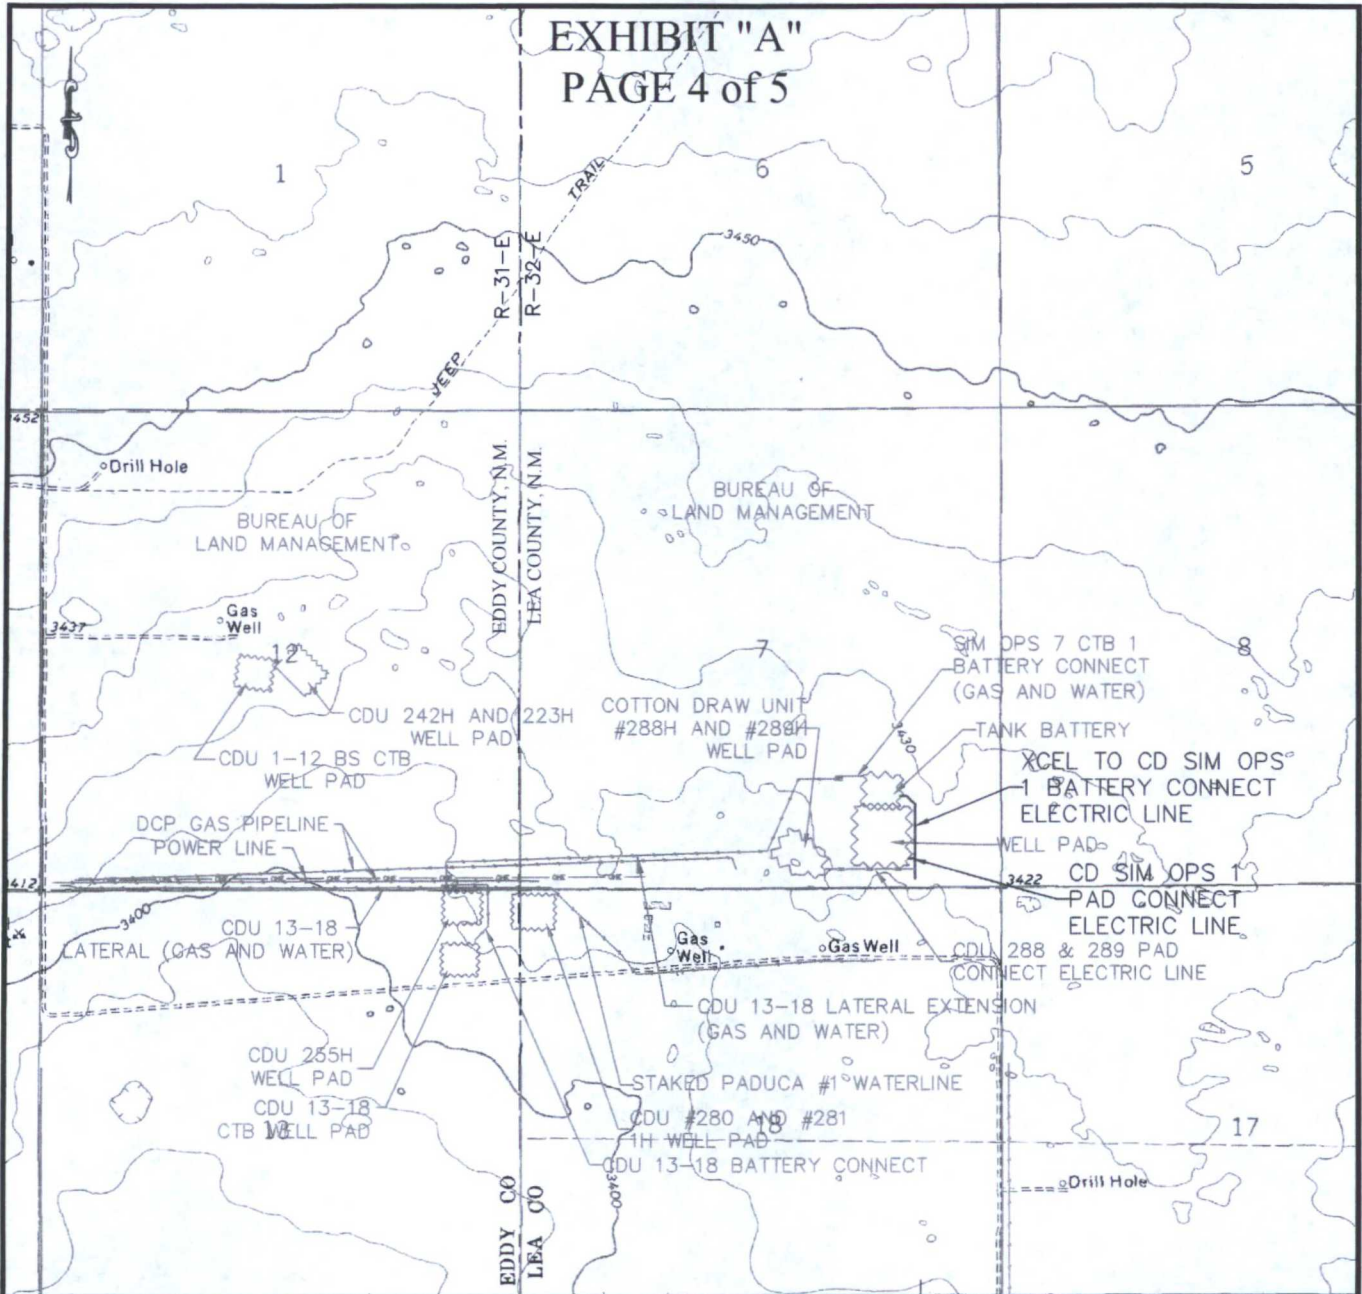 EXHIBIT "A"
PAGE 4 of 5
1
6
5
TRAIL
3450
R-31-E
R-32-E
JEEP
Drill Hole
EDDY COUNTY, N.M.
LEA COUNTY, N.M.
BUREAU OF
LAND MANAGEMENT
BUREAU OF
LAND MANAGEMENT
Gas
Well
3437
12
7
8
SIM OPS 7 CTB 1
BATTERY CONNECT
(GAS AND WATER)
COTTON DRAW UNIT
#288H AND #289H
WELL PAD
3430
TANK BATTERY
CDU 242H AND 223H
WELL PAD
CDU 1-12 BS CTB
WELL PAD
XCEL TO CD SIM OPS
1 BATTERY CONNECT
ELECTRIC LINE
DCP GAS PIPELINE
POWER LINE
WELL PAD
3422
CD SIM OPS 1
PAD CONNECT
ELECTRIC LINE
3400
CDU 13-18
LATERAL (GAS AND WATER)
Gas
Well
Gas Well
CDU 288 & 289 PAD
CONNECT ELECTRIC LINE
CDU 13-18 LATERAL EXTENSION
(GAS AND WATER)
CDU 255H
WELL PAD
STAKED PADUCA #1 WATERLINE
CDU 13-18
CTB WELL PAD
13
CDU #280 AND #281
1H WELL PAD
18
17
CDU 13-18 BATTERY CONNECT
3400
Drill Hole
EDDY CO
LEA CO